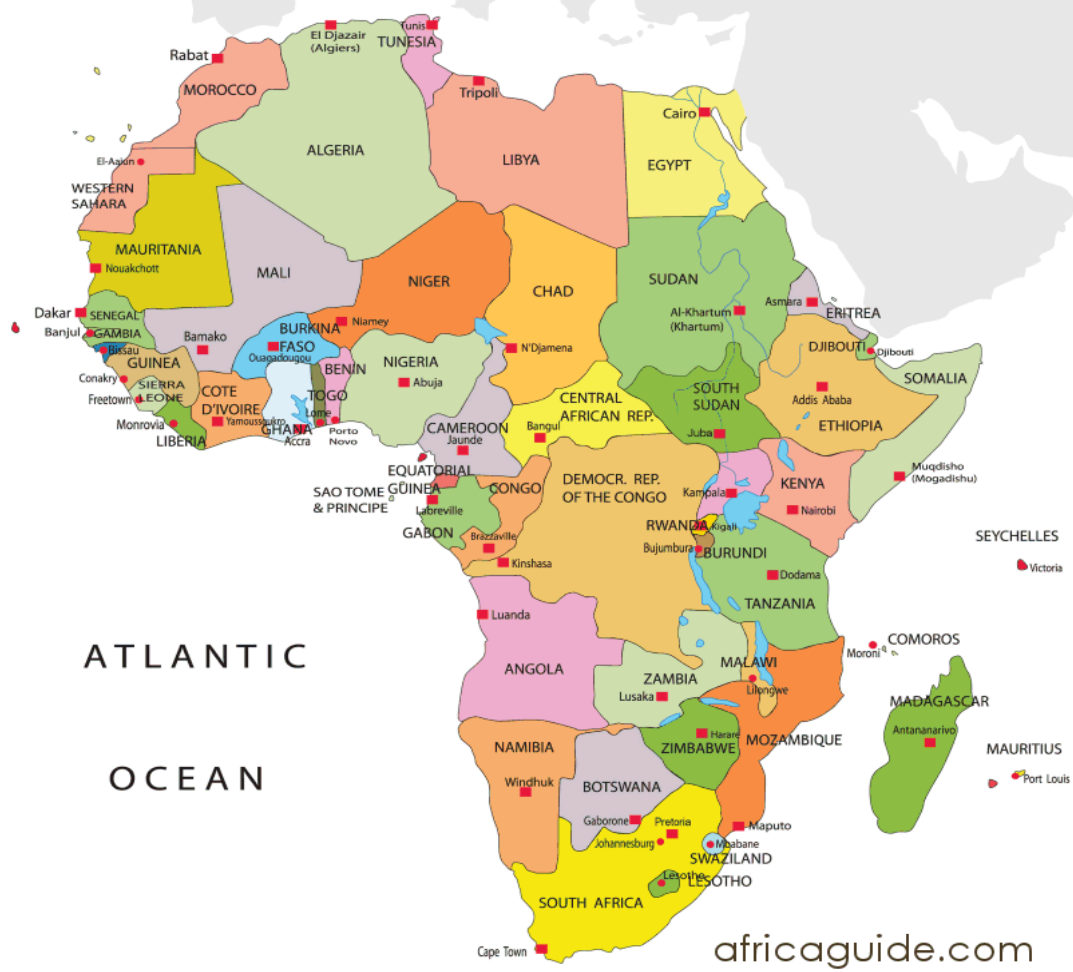 El Djazair
(Algiers)
Tunis
TUNESIA
Rabat
MOROCCO
Tripoli
Cairo
ALGERIA
LIBYA
EGYPT
El-Aajun
WESTERN
SAHARA
MAURITANIA
Nouakchott
MALI
NIGER
CHAD
SUDAN
Al-Khartum
(Khartum)
Asmara
ERITREA
Dakar
SENEGAL
Banjul
GAMBIA
Bissau
Bamako
BURKINA
FASO
Ouagadougou
Niamey
N'Djamena
DJIBOUTI
Djibouti
GUINEA
Conakry
SIERRA
LEONE
Freetown
COTE
D'IVOIRE
Yamoussoukro
Monrovia
LIBERIA
GHANA
Accra
TOGO
Lome
BENIN
Porto
Novo
NIGERIA
Abuja
CAMEROON
Jaunde
CENTRAL
AFRICAN REP.
Bangul
SOUTH
SUDAN
Juba
Addis Ababa
ETHIOPIA
SOMALIA
Muqdisho
(Mogadishu)
EQUATORIAL
GUINEA
SAO TOME
& PRINCIPE
Labreville
GABON
CONGO
Brazzaville
Kinshasa
DEMOCR. REP.
OF THE CONGO
Kampala
KENYA
Nairobi
RWANDA
Kigali
Bujumbura
BURUNDI
Dodama
TANZANIA
SEYCHELLES
Victoria
Luanda
ANGOLA
ZAMBIA
Lusaka
MALAWI
Lilongwe
COMOROS
Moroni
MADAGASCAR
Antananarivo
MAURITIUS
Port Louis
ATLANTIC
OCEAN
NAMIBIA
Windhuk
BOTSWANA
Gaborone
Harare
ZIMBABWE
MOZAMBIQUE
Maputo
Pretoria
Johannesburg
Mbabane
SWAZILAND
Lesotho
LESOTHO
SOUTH AFRICA
Cape Town
africaguide.com